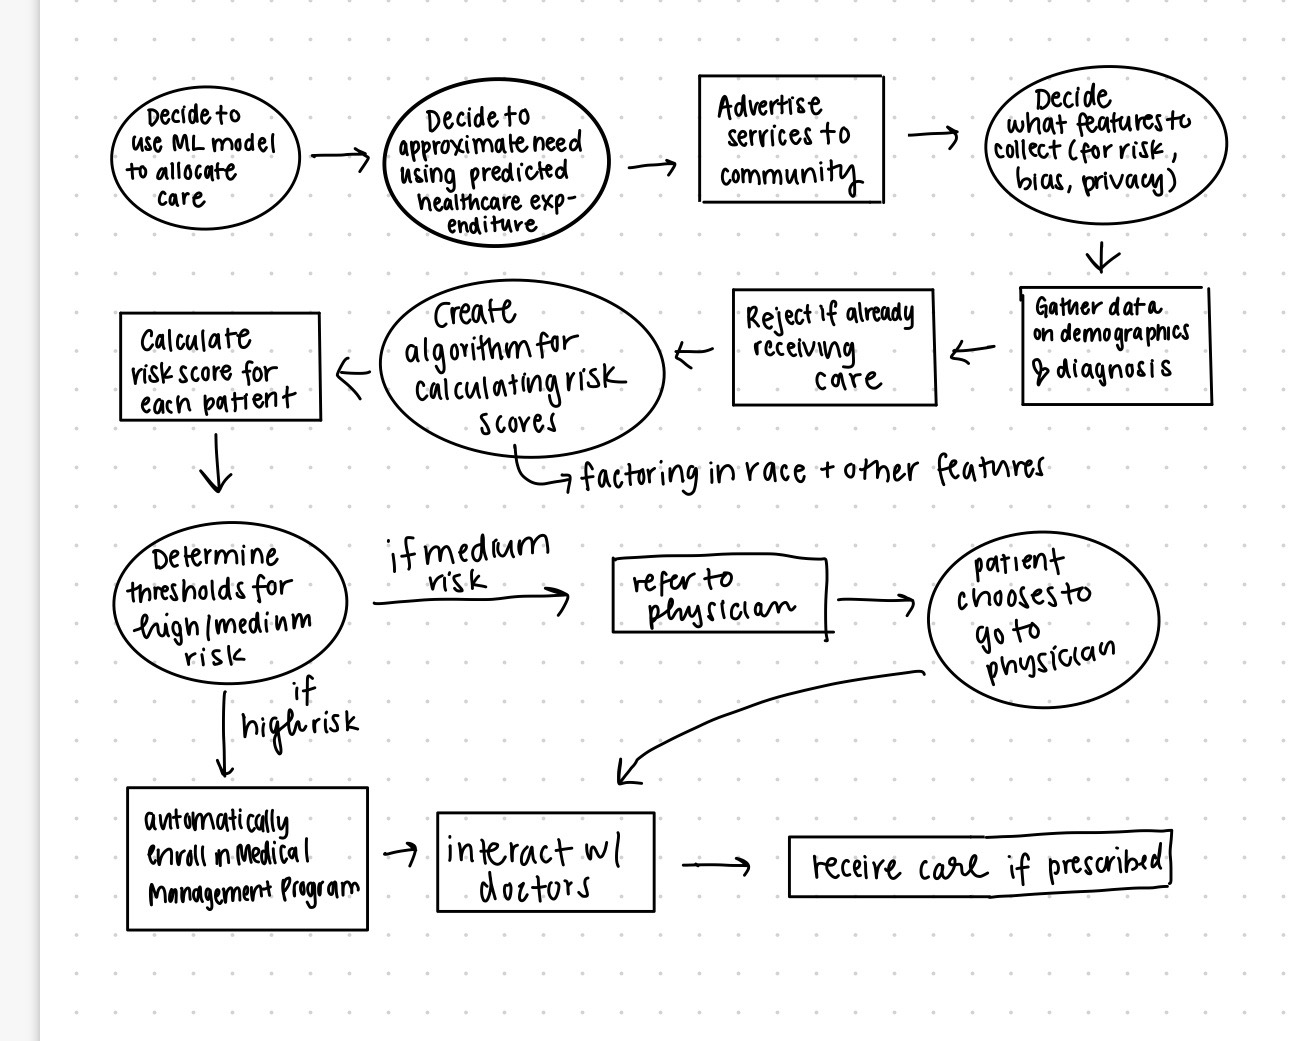 Decide to
use ML model
to allocate
care
Decide to
approximate need
using predicted
healthcare exp-
enditure
Advertise
services to
community
Decide
what features to
collect (for risk,
bias, privacy)
Gather data
on demographics
& diagnosis
Reject if already
receiving
care
Create
algorithm for
calculating risk
scores
factoring in race + other features
Calculate
risk score for
each patient
Determine
thresholds for
high/medium
risk
if medium
risk
refer to
physician
patient
chooses to
go to
physician
if
high risk
automatically
enroll in Medical
Management Program
interact w/
doctors
receive care if prescribed